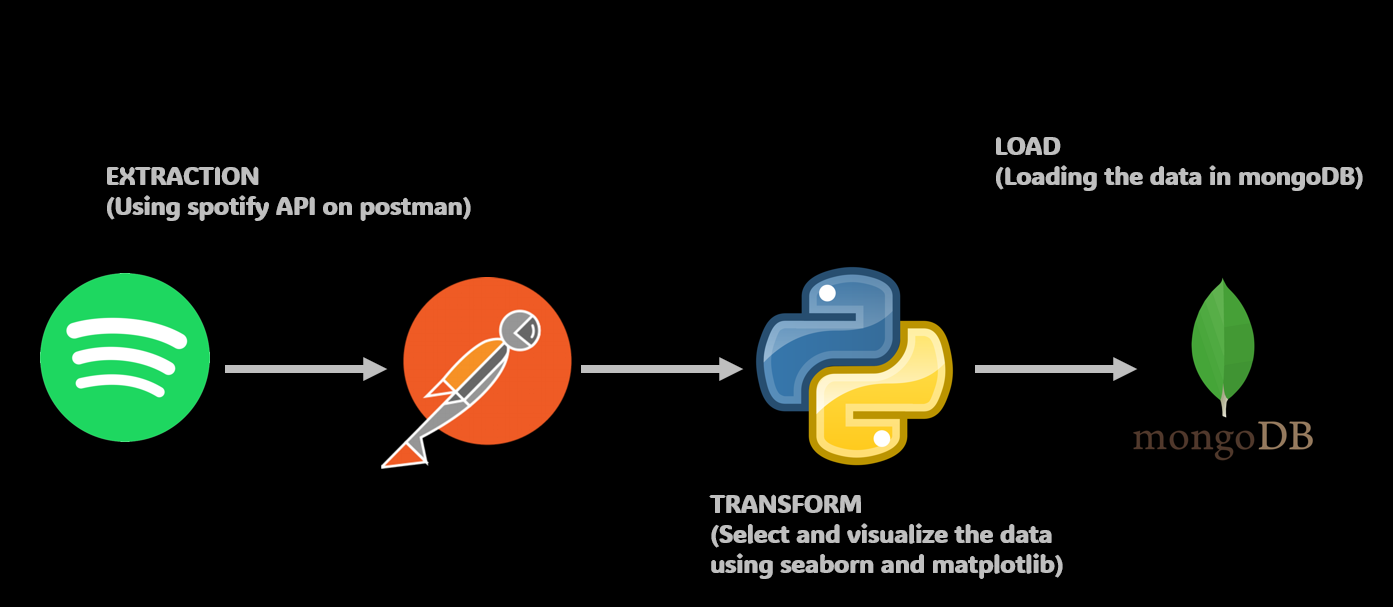 EXTRACTION
(Using spotify API on postman)
LOAD
(Loading the data in mongoDB)
mongoDB
TRANSFORM
(Select and visualize the data
using seaborn and matplotlib)